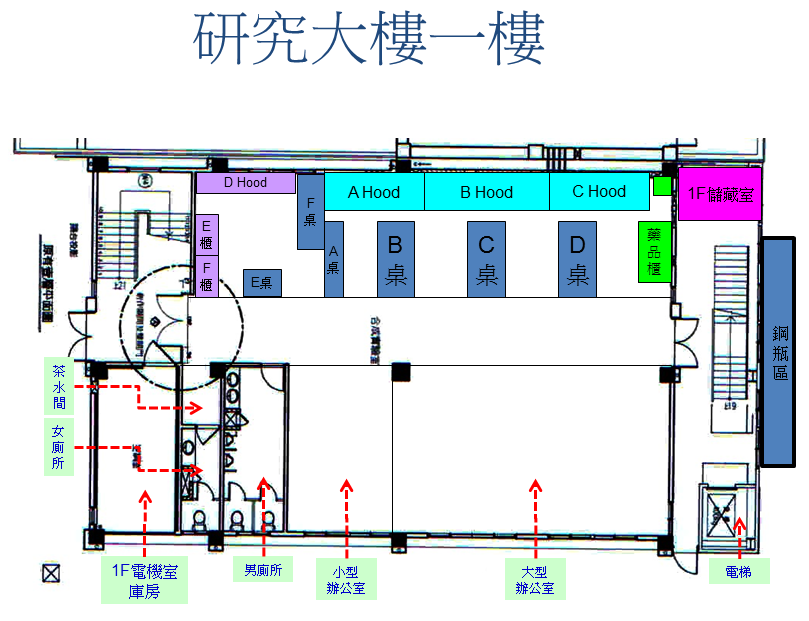 研究大樓一樓
D Hood
A Hood
B Hood
C Hood
1F儲藏室
F
桌
E
櫃
F
櫃
E桌
A
桌
B
桌
C
桌
D
桌
藥
品
櫃
鋼
瓶
區
茶
水
間
女
廁
所
1F電機室
庫房
男廁所
小型
辦公室
大型
辦公室
電梯